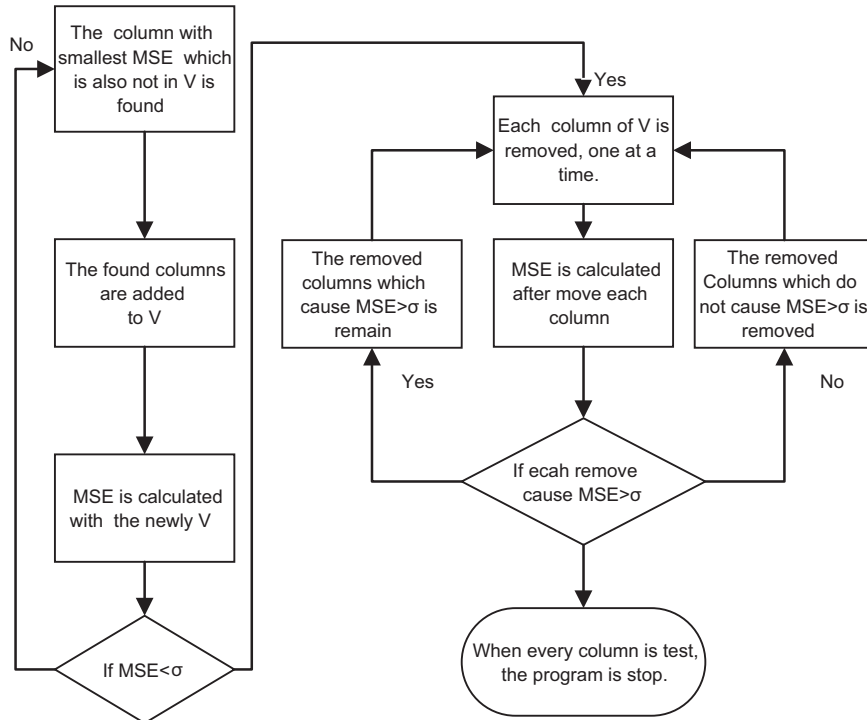 No
The column with
smallest MSE which
is also not in V is
found
The found columns
are added
to V
MSE is calculated
with the newly V
If MSE<σ
Yes
Each column of V is
removed, one at a
time.
The removed
columns which
cause MSE>σ is
remain
MSE is calculated
after move each
column
The removed
Columns which do
not cause MSE>σ is
removed
Yes
No
If ecah remove
cause MSE>σ
When every column is test,
the program is stop.